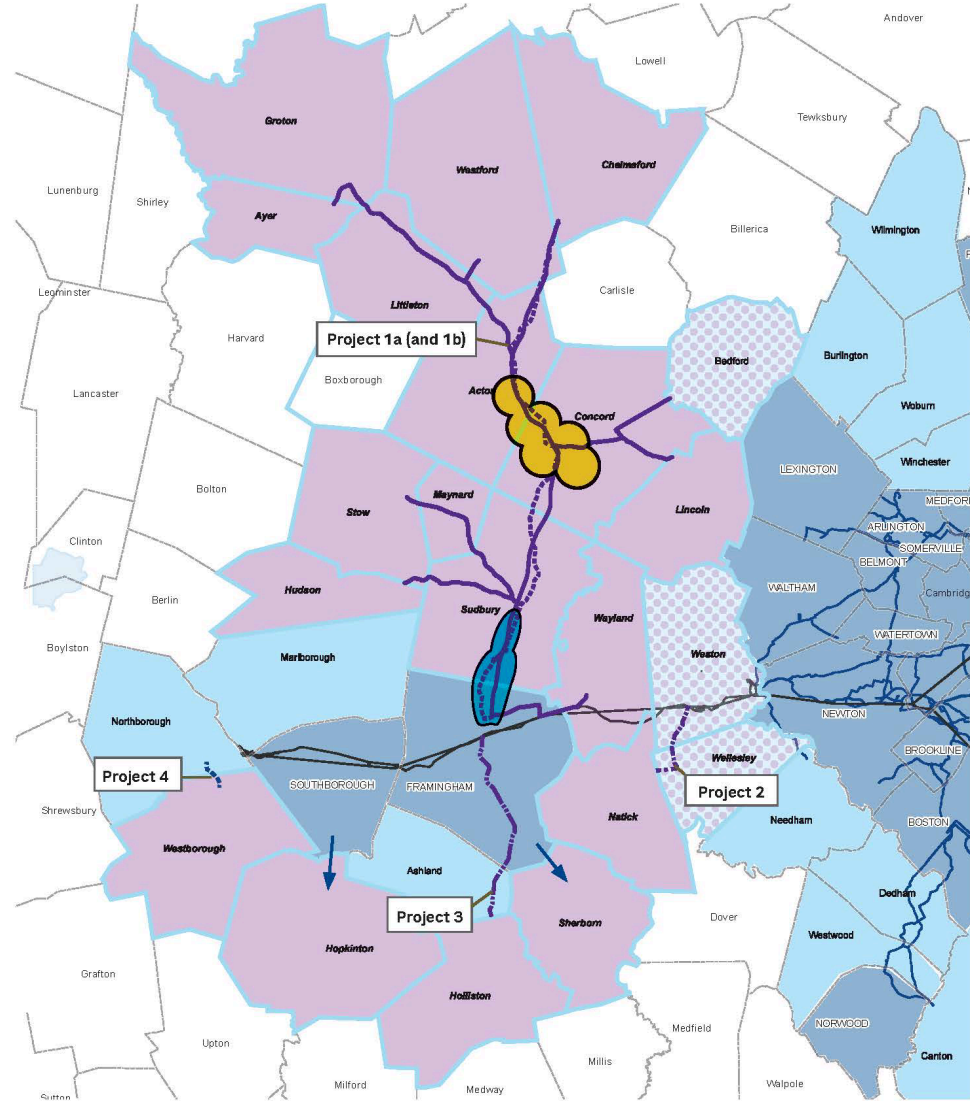 Andover
Lowell
Tewksbury
Groton
Westford
Chelmsford
Lunenburg
Shirley
Ayer
Billerica
Wilmington
Leominster
Carlisle
Littleton
Harvard
Project 1a (and 1b)
Bedford
Burlington
Boxborough
Lancaster
Acton
Concord
Woburn
Winchester
LEXINGTON
Bolton
Maynard
MEDFOR
Stow
Lincoln
ARLINGTON
Clinton
SOMERVILLE
BELMONT
Hudson
WALTHAM
Cambridg
Berlin
Sudbury
Wayland
WATERTOWN
Boylston
Marlborough
Weston
Northborough
NEWTON
BROOKLINE
Wellesley
Project 4
SOUTHBOROUGH
FRAMINGHAM
Project 2
Shrewsbury
Natick
Needham
BOSTON
Westborough
Ashland
Dedham
Project 3
Dover
Sherborn
Westwood
Hopkinton
Grafton
Holliston
NORWOOD
Medfield
Upton
Canton
Millis
Milford
Medway
Walpole
Sutton